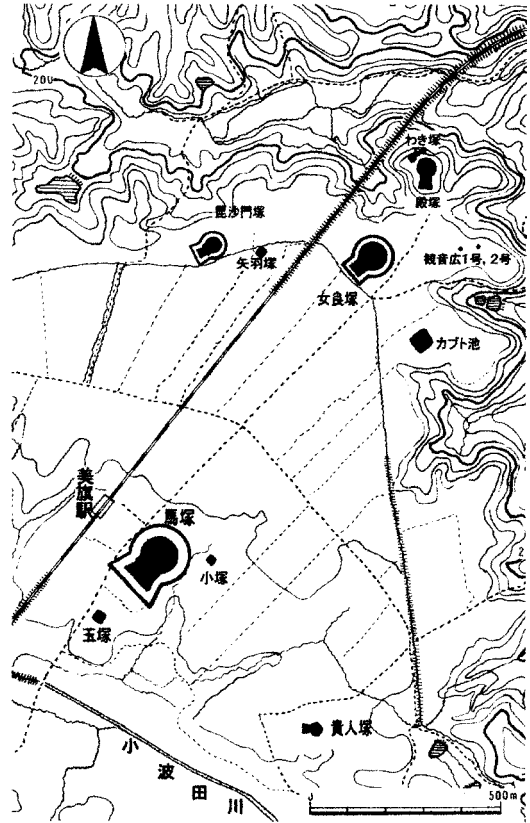 200
わき塚
殿塚
毘沙門塚
矢羽塚
女良塚
観音広1号,2号
カブト池
美旗駅
馬塚
小塚
玉塚
貴人塚
小波田川
0
500m